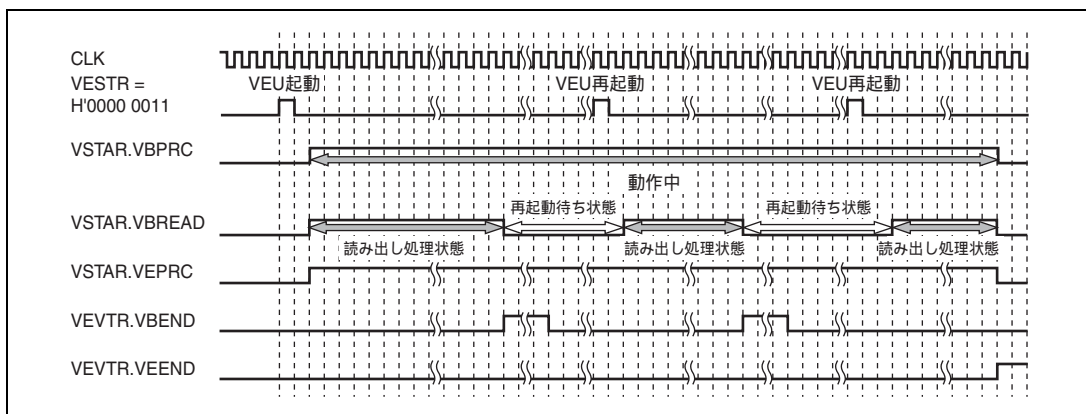 CLK
VESTR =
H'0000 0011
VEU起動
VEU再起動
VEU再起動
VSTAR.VBPRC
動作中
再起動待ち状態
再起動待ち状態
VSTAR.VBREAD
読み出し処理状態
読み出し処理状態
読み出し処理状態
VSTAR.VEPRC
VEVTR.VBEND
VEVTR.VEEND